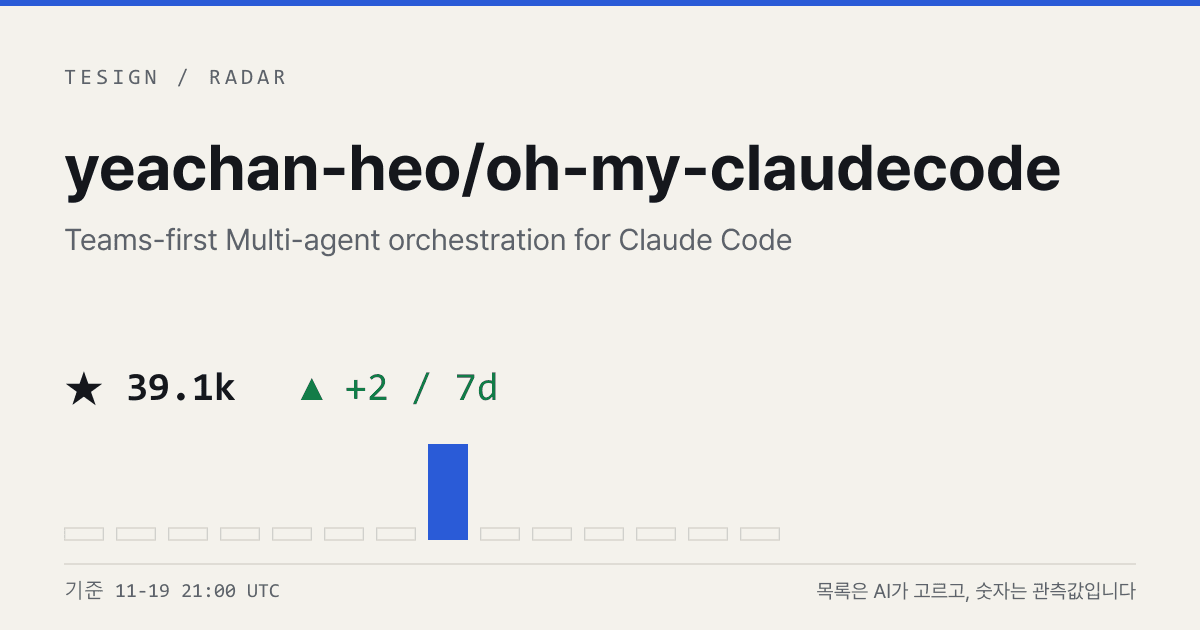 TESIGN / RADAR
yeachan-heo/oh-my-claudecode
Teams-first Multi-agent orchestration for Claude Code
★ 39.1k ▲ +2 / 7d
기준 11-19 21:00 UTC
목록은 AI가 고르고, 숫자는 관측값입니다